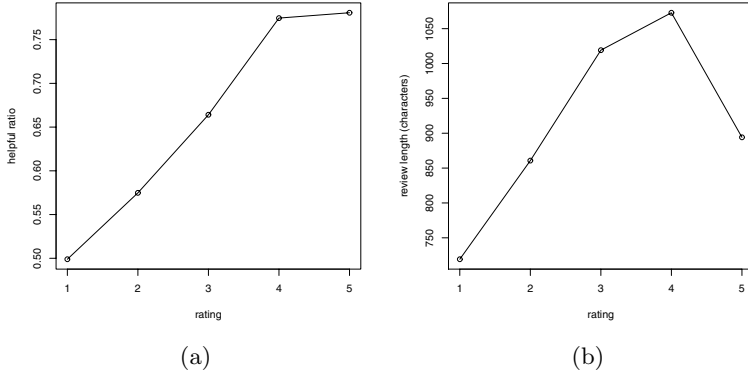 helpful ratio
0.50 0.55 0.60 0.65 0.70 0.75
1 2 3 4 5
rating
(a)
review length (characters)
750 800 850 900 950 1000 1050
1 2 3 4 5
rating
(b)